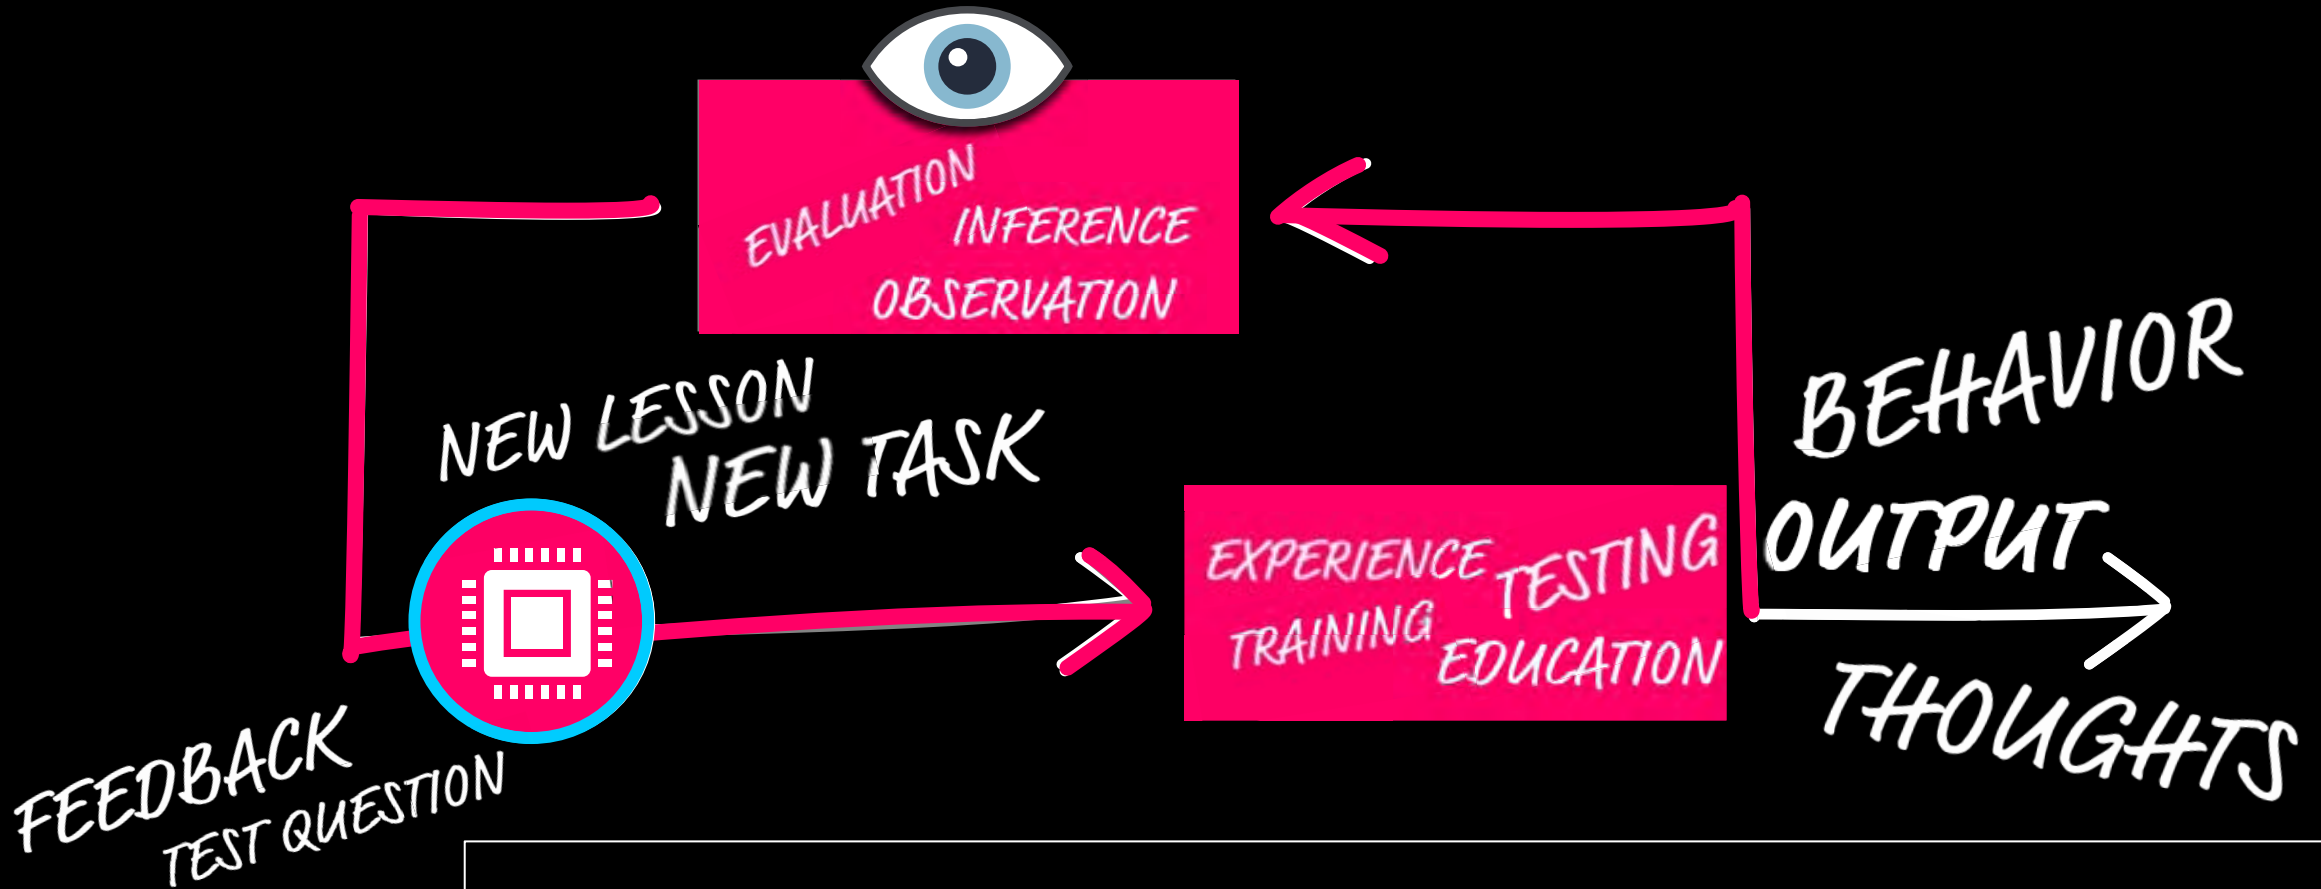 EVALUATION
INFERENCE
OBSERVATION
NEW LESSON
NEW TASK
EXPERIENCE
TESTING
TRAINING
EDUCATION
BEHAVIOR
OUTPUT
THOUGHTS
FEEDBACK
TEST QUESTION